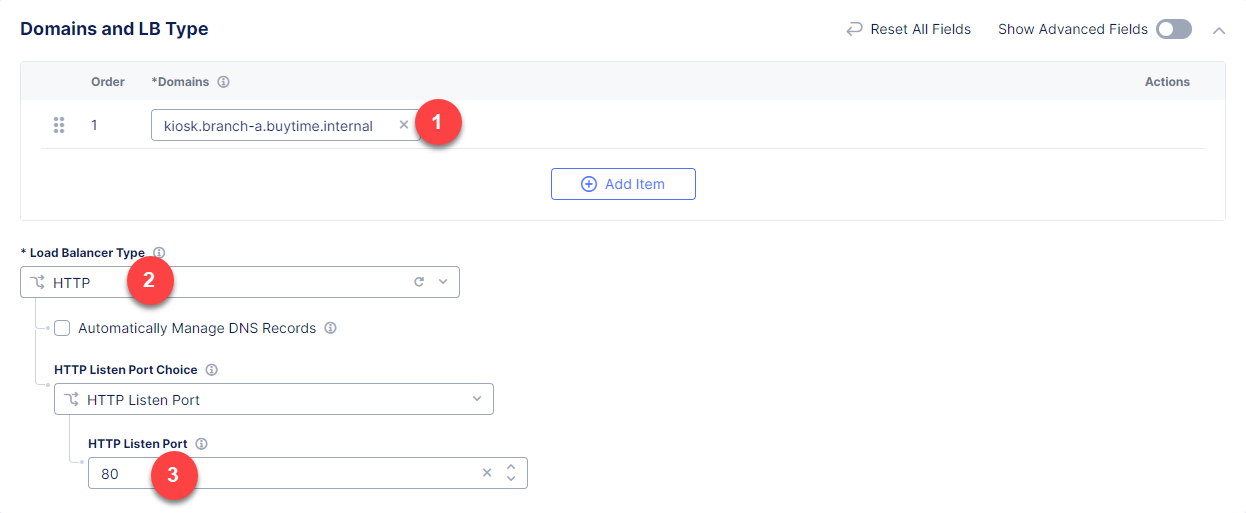 Domains and LB Type
Reset All Fields
Show Advanced Fields
Order
*Domains
Actions
1
kiosk.branch-a.buytime.internal
1
Add Item
* Load Balancer Type
HTTP
2
Automatically Manage DNS Records
HTTP Listen Port Choice
HTTP Listen Port
HTTP Listen Port
80
3